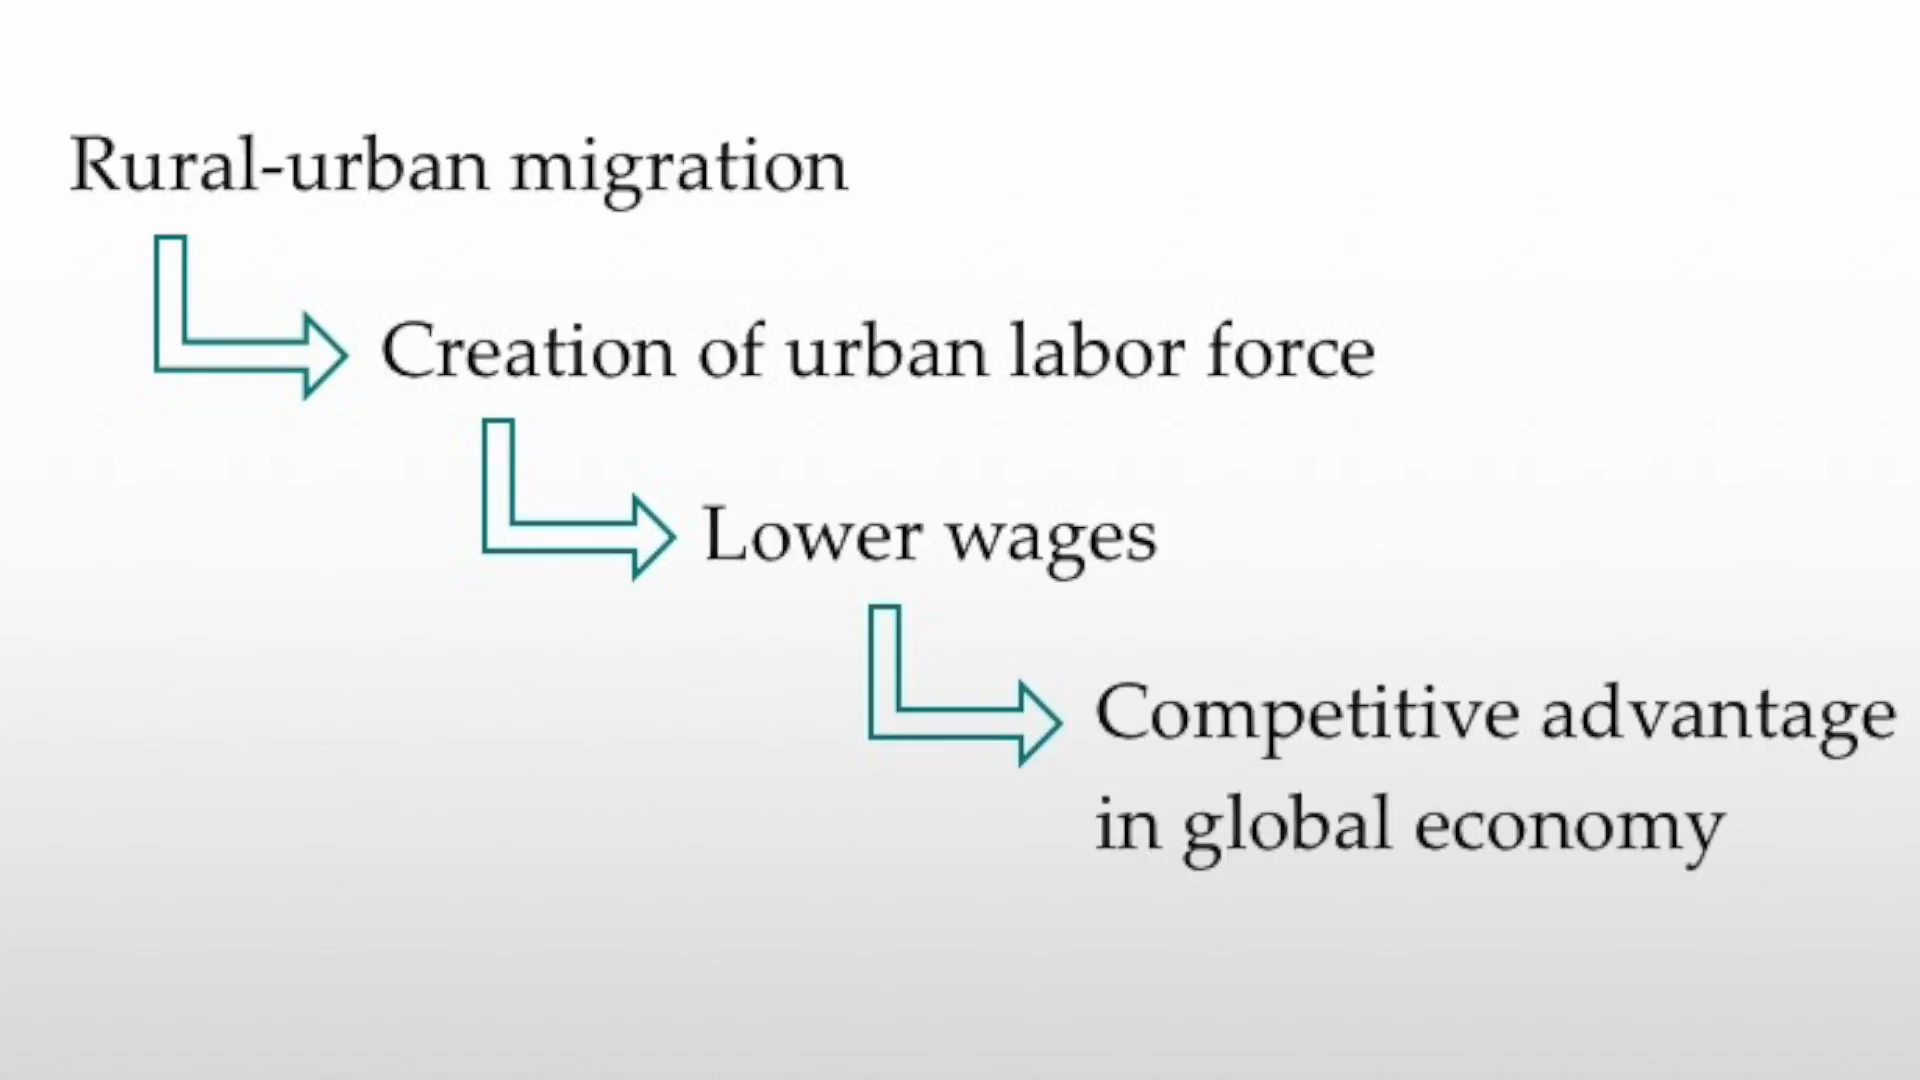 Rural-urban migration
Creation of urban labor force
Lower wages
Competitive advantage
in global economy